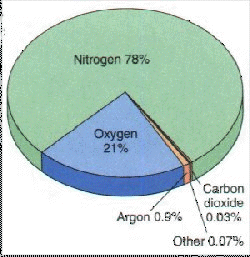 Nitrogen 78%
Oxygen
21%
Carbon
dioxide
0.03%
Argon 0.9%
Other 0.07%